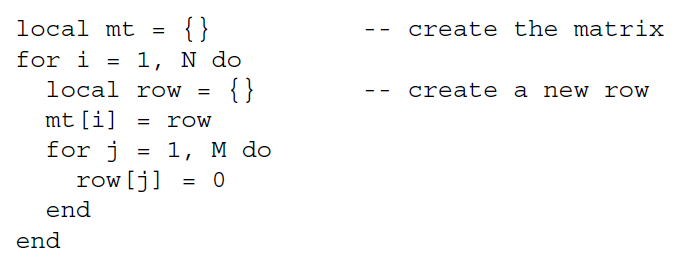 local mt = {}          -- create the matrix
for i = 1, N do
  local row = {}       -- create a new row
  mt[i] = row
  for j = 1, M do
    row[j] = 0
  end
end